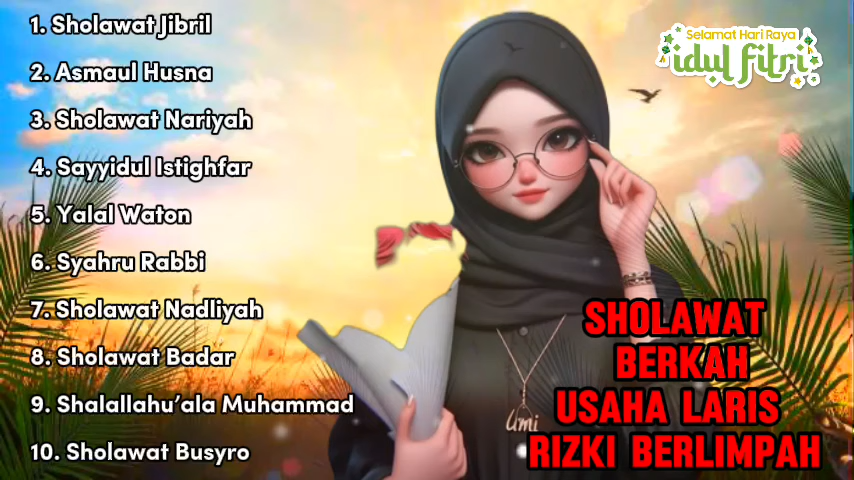 1. Sholawat Jibril
2. Asmaul Husna
3. Sholawat Nariyah
4. Sayyidul Istighfar
5. Yalal Waton
6. Syahru Rabbi
7. Sholawat Nadliyah
8. Sholawat Badar
9. Shalallahu'ala Muhammad
10. Sholawat Busyro
Selamat Hari Raya
idul fitri
umi
SHOLAWAT
BERKAH
USAHA LARIS
RIZKI BERLIMPAH